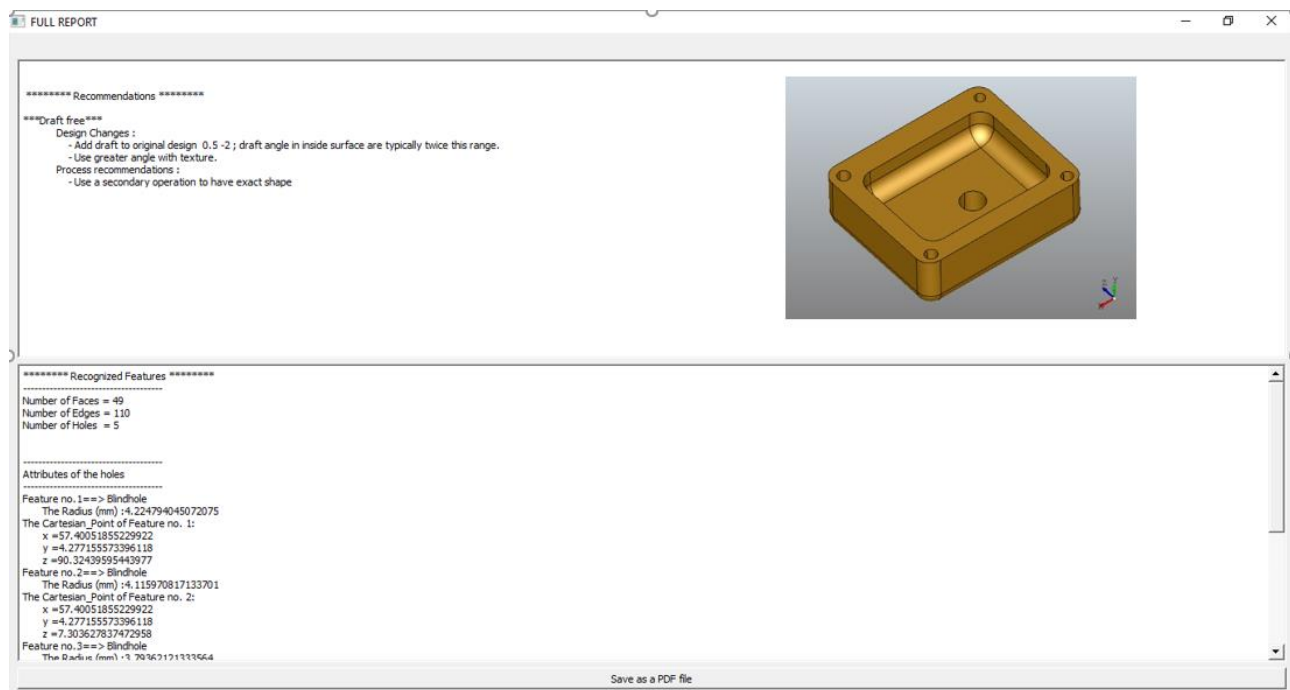 FULL REPORT
******** Recommendations ********
***Draft free***
Design Changes :
- Add draft to original design  0.5 -2 ; draft angle in inside surface are typically twice this range.
- Use greater angle with texture.
Process recommendations :
- Use a secondary operation to have exact shape
******** Recognized Features ********
-------------------------------------
Number of Faces = 49
Number of Edges = 110
Number of Holes  = 5
-------------------------------------
Attributes of the holes
-------------------------------------
Feature no.1==> Blindhole
The Radius (mm) :4.224794045072075
The Cartesian_Point of Feature no. 1:
x =57.40051855229922
y =4.277155573396118
z =90.32439595443977
Feature no.2==> Blindhole
The Radius (mm) :4.115970817133701
The Cartesian_Point of Feature no. 2:
x =57.40051855229922
y =4.277155573396118
z =7.303627837472958
Feature no.3==> Blindhole
The Radius (mm) :3.79362121333564
Save as a PDF file